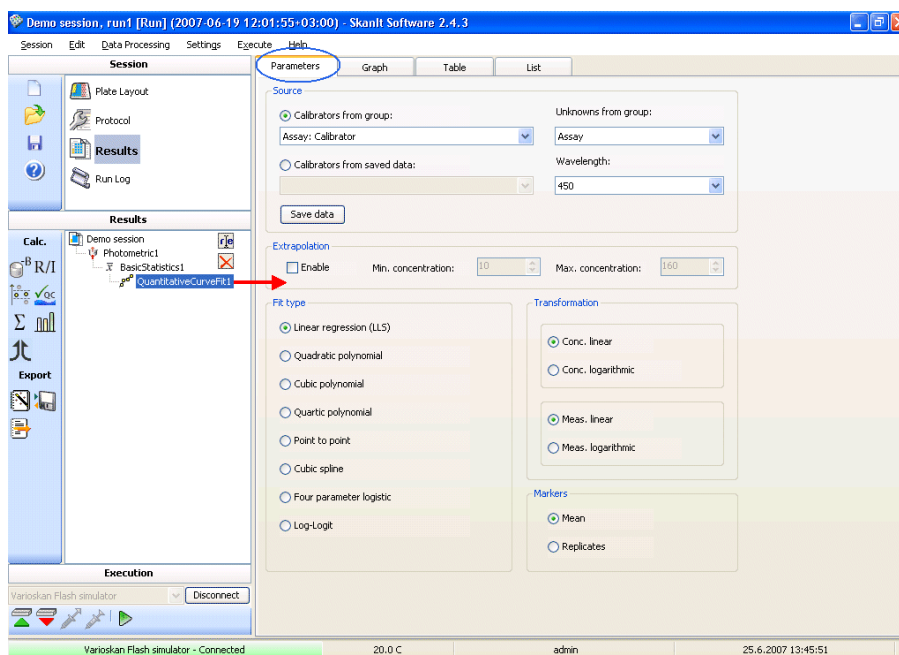 Demo session, run1 [Run] (2007-06-19 12:01:55+03:00) - SkanIt Software 2.4.3
Session Edit Data Processing Settings Execute Help
Session
Plate Layout
Protocol
Results
Run Log
Results
Calc.
Demo session
Photometric1
BasicStatistics1
QuantitativeCurveFit1
-B R/I
QC
Σ
Export
Execution
Varioskan Flash simulator
Disconnect
Parameters Graph Table List
Source
Calibrators from group:
Unknowns from group:
Assay: Calibrator
Assay
Calibrators from saved data:
Wavelength:
450
Save data
Extrapolation
Enable Min. concentration: 10 Max. concentration: 160
Fit type
Linear regression (LLS)
Quadratic polynomial
Cubic polynomial
Quartic polynomial
Point to point
Cubic spline
Four parameter logistic
Log-Logit
Transformation
Conc. linear
Conc. logarithmic
Meas. linear
Meas. logarithmic
Markers
Mean
Replicates
Varioskan Flash simulator - Connected 20.0 C admin 25.6.2007 13:45:51